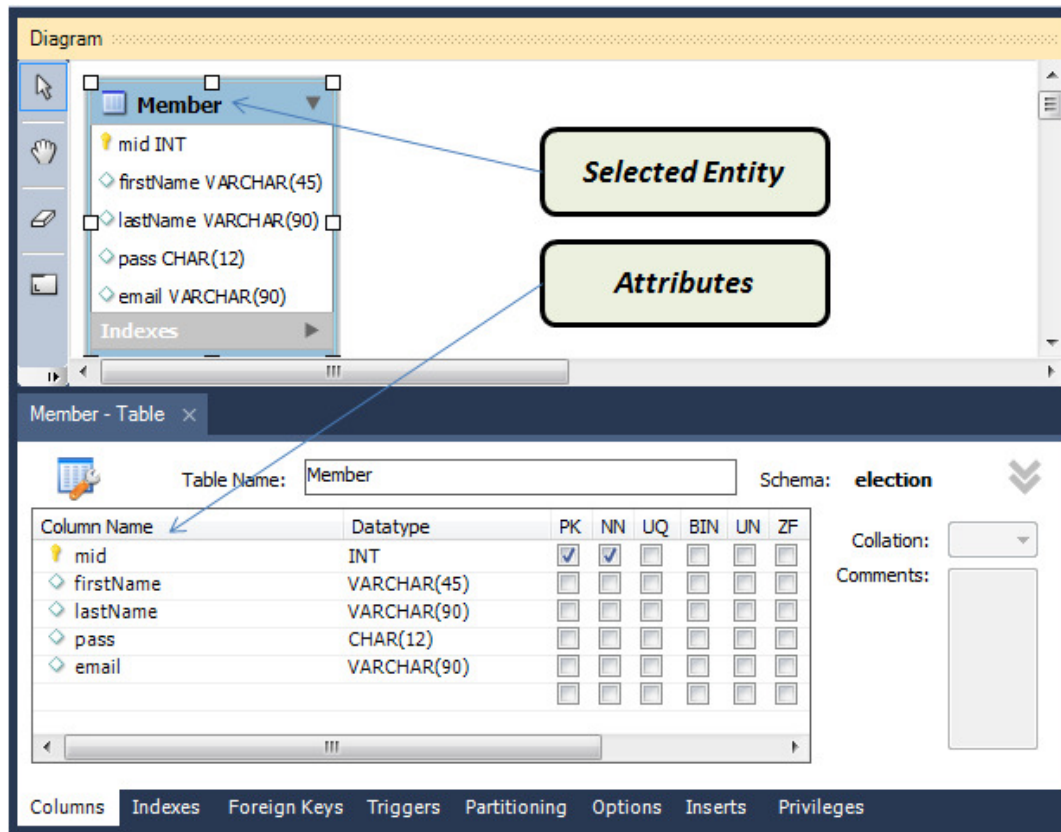 Diagram
Member
mid INT
firstName VARCHAR(45)
lastName VARCHAR(90)
pass CHAR(12)
email VARCHAR(90)
Indexes
Selected Entity
Attributes
Member - Table
Table Name: Member Schema: election
Column Name Datatype PK NN UQ BIN UN ZF
mid INT
firstName VARCHAR(45)
lastName VARCHAR(90)
pass CHAR(12)
email VARCHAR(90)
Collation:
Comments:
Columns Indexes Foreign Keys Triggers Partitioning Options Inserts Privileges